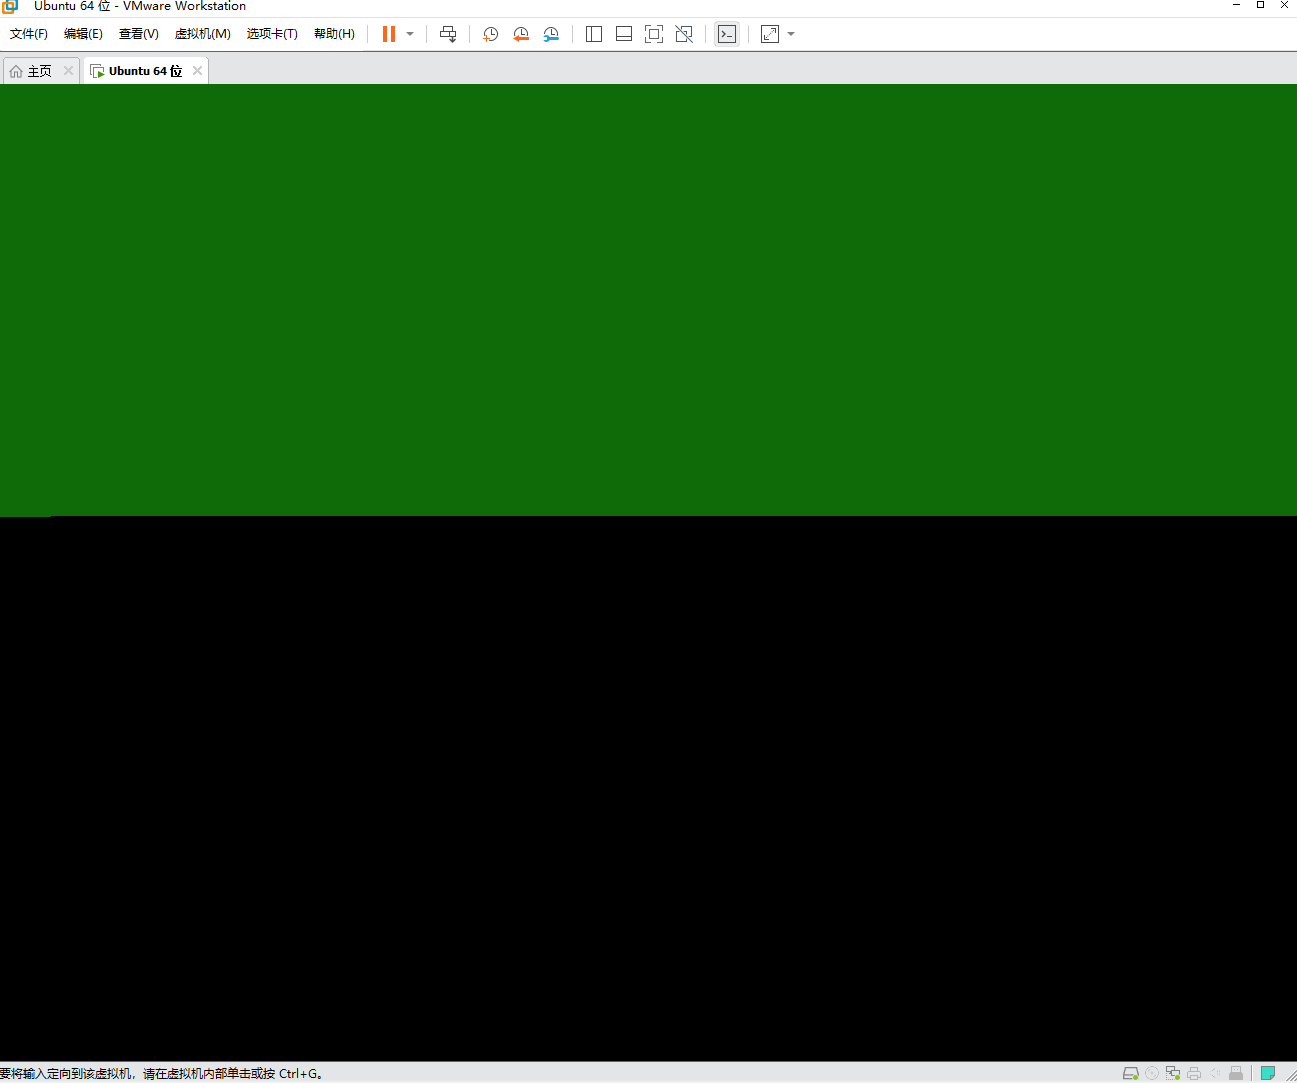 Ubuntu 64 位 - VMware Workstation
文件(F) 编辑(E) 查看(V) 虚拟机(M) 选项卡(T) 帮助(H)
主页 Ubuntu 64 位
要将输入定向到该虚拟机，请在虚拟机内部单击或按 Ctrl+G。